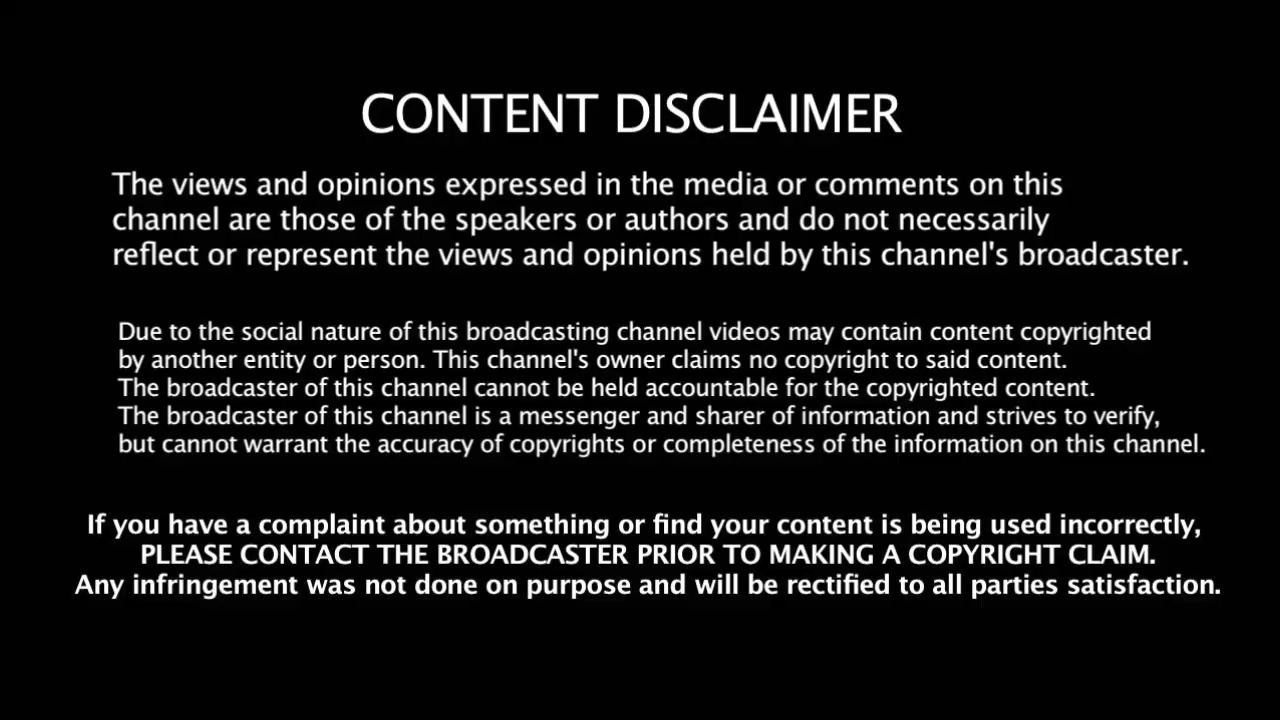 CONTENT DISCLAIMER
The views and opinions expressed in the media or comments on this
channel are those of the speakers or authors and do not necessarily
reflect or represent the views and opinions held by this channel's broadcaster.
Due to the social nature of this broadcasting channel videos may contain content copyrighted
by another entity or person. This channel's owner claims no copyright to said content.
The broadcaster of this channel cannot be held accountable for the copyrighted content.
The broadcaster of this channel is a messenger and sharer of information and strives to verify,
but cannot warrant the accuracy of copyrights or completeness of the information on this channel.
If you have a complaint about something or find your content is being used incorrectly,
PLEASE CONTACT THE BROADCASTER PRIOR TO MAKING A COPYRIGHT CLAIM.
Any infringement was not done on purpose and will be rectified to all parties satisfaction.